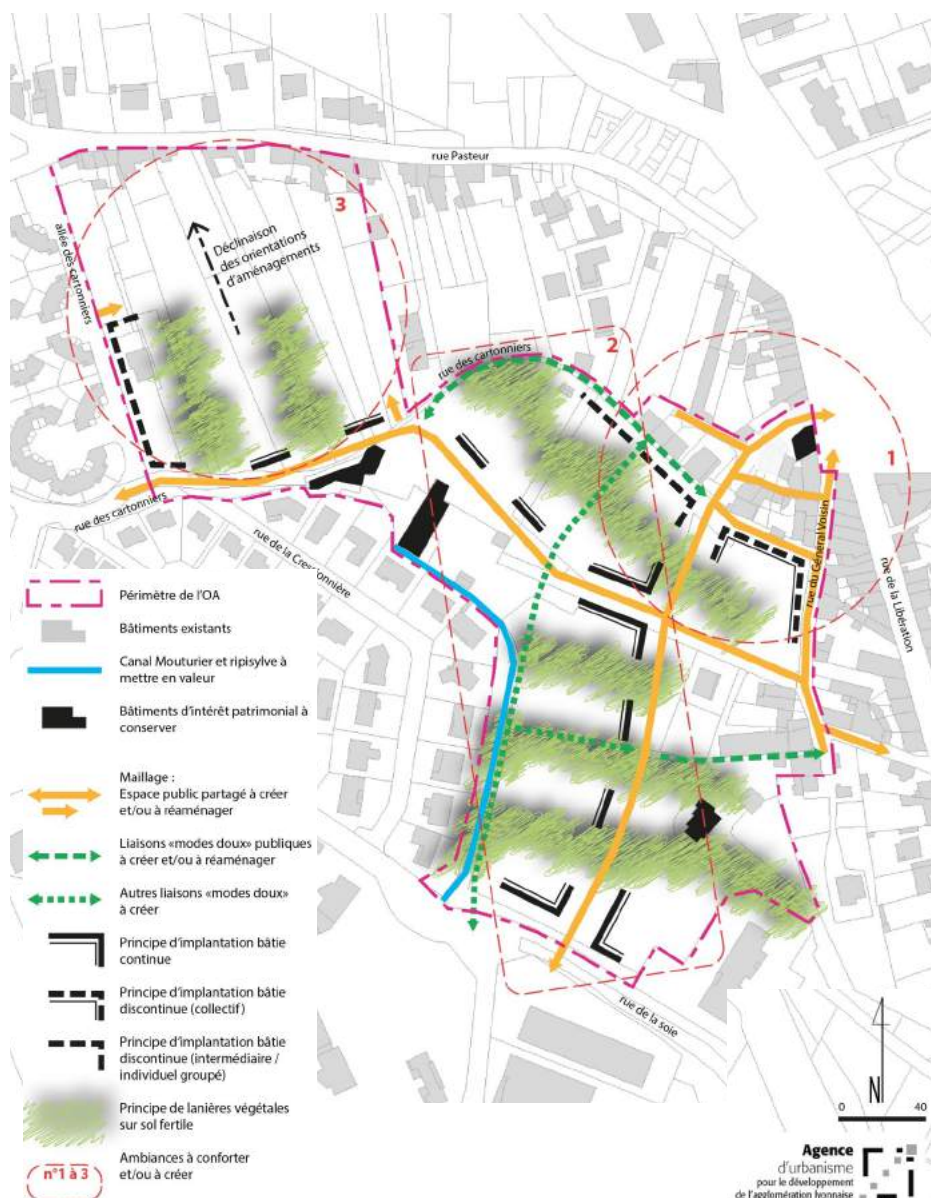 rue Pasteur
3
allée des cartonniers
Déclinaison
des orientations
d'aménagements
2
rue des cartonniers
1
rue des cartonniers
rue de la Cressonnière
rue du Général Voisin
rue de la Libération
rue de la soie
Périmètre de l'OA
Bâtiments existants
Canal Mouturier et ripisylve à
mettre en valeur
Bâtiments d'intérêt patrimonial à
conserver
Maillage :
Espace public partagé à créer
et/ou à réaménager
Liaisons «modes doux» publiques
à créer et/ou à réaménager
Autres liaisons «modes doux»
à créer
Principe d'implantation bâtie
continue
Principe d'implantation bâtie
discontinue (collectif)
Principe d'implantation bâtie
discontinue (intermédiaire /
individuel groupé)
Principe de lanières végétales
sur sol fertile
n°1 à 3
Ambiances à conforter
et/ou à créer
N
0 40
Agence
d'urbanisme
pour le développement
de l'agglomération lyonnaise